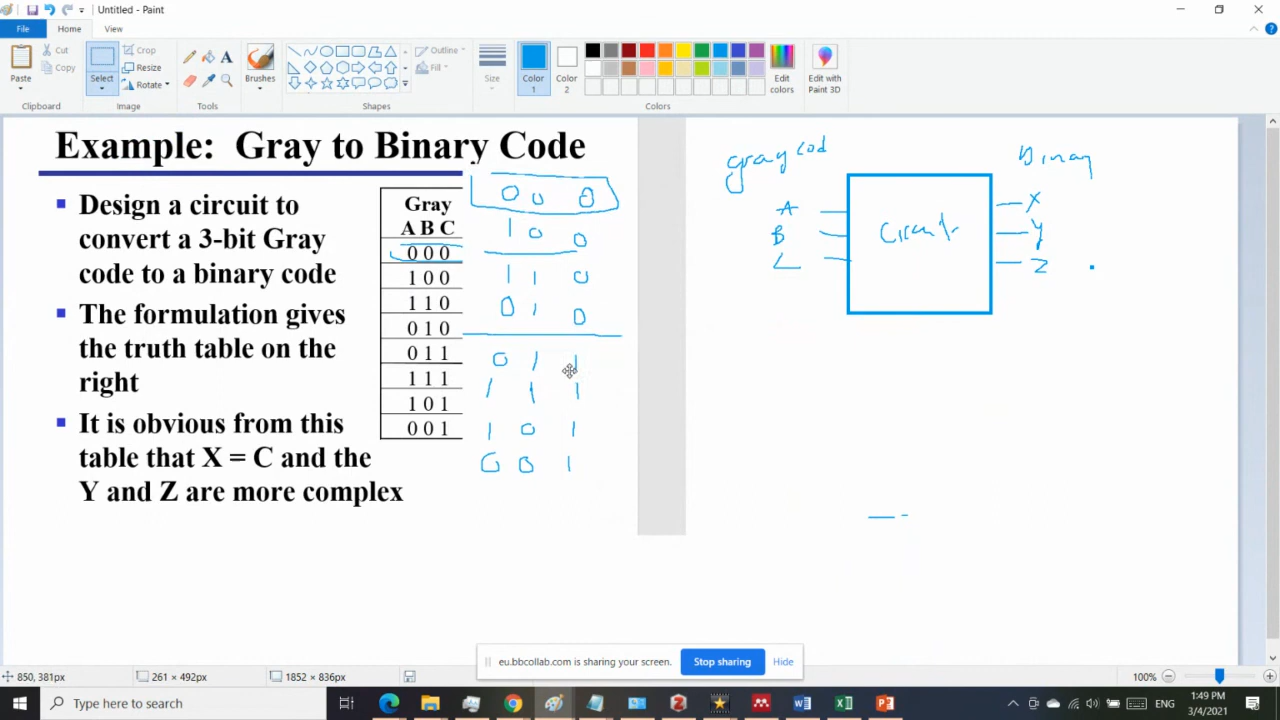 Untitled - Paint
File
Home
View
Paste
Cut
Copy
Clipboard
Select
Crop
Resize
Rotate
Image
A
Tools
Brushes
Outline
Fill
Shapes
Size
Color 1
Color 2
Edit colors
Edit with Paint 3D
Colors
Example: Gray to Binary Code
Design a circuit to
convert a 3-bit Gray
code to a binary code
The formulation gives
the truth table on the
right
It is obvious from this
table that X = C and the
Y and Z are more complex
Gray
A B C
0 0 0
1 0 0
1 1 0
0 1 0
0 1 1
1 1 1
1 0 1
0 0 1
0 0 0
1 0 0
1 1 0
0 1 0
0 1 1
1 1 1
1 0 1
0 0 1
gray cod
Binary
A
B
C
Circuit
X
Y
Z
eu.bbcollab.com is sharing your screen.
Stop sharing
Hide
850, 381px
261 × 492px
1852 × 836px
100%
Type here to search
ENG
1:49 PM
3/4/2021